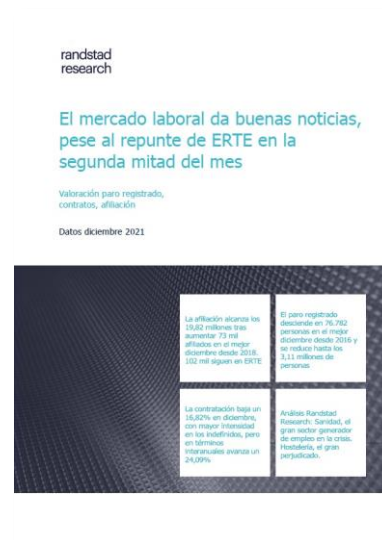 randstad
research
El mercado laboral da buenas noticias,
pese al repunte de ERTE en la
segunda mitad del mes
Valoración paro registrado,
contratos, afiliación
Datos diciembre 2021
La afiliación alcanza los
19,82 millones tras
aumentar 73 mil
afiliados en el mejor
diciembre desde 2018.
102 mil siguen en ERTE
El paro registrado
desciende en 76.782
personas en el mejor
diciembre desde 2016 y
se reduce hasta los
3,11 millones de
personas
La contratación baja un
16,82% en diciembre,
con mayor intensidad
en los indefinidos, pero
en términos
interanuales avanza un
24,09%
Análisis Randstad
Research: Sanidad, el
gran sector generador
de empleo en la crisis.
Hostelería, el gran
perjudicado.